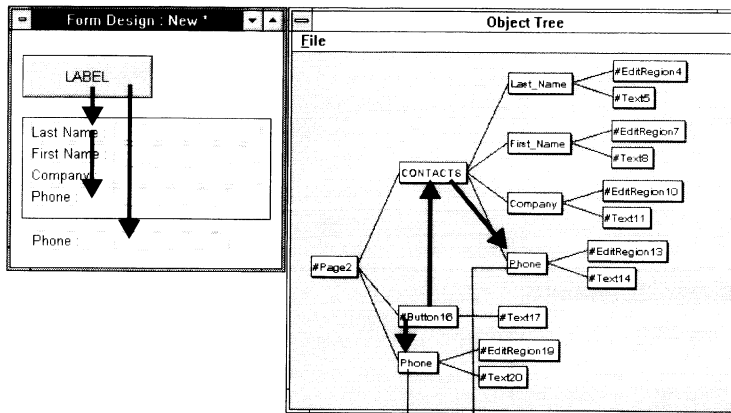 Form Design : New *
LABEL
Last Name :
First Name :
Company :
Phone :
Phone :
Object Tree
File
Last_Name
#EditRegion4
#Text5
First_Name
#EditRegion7
#Text8
CONTACTS
Company
#EditRegion10
#Text11
Phone
#EditRegion13
#Text14
#Page2
#Button16
#Text17
Phone
#EditRegion19
#Text20